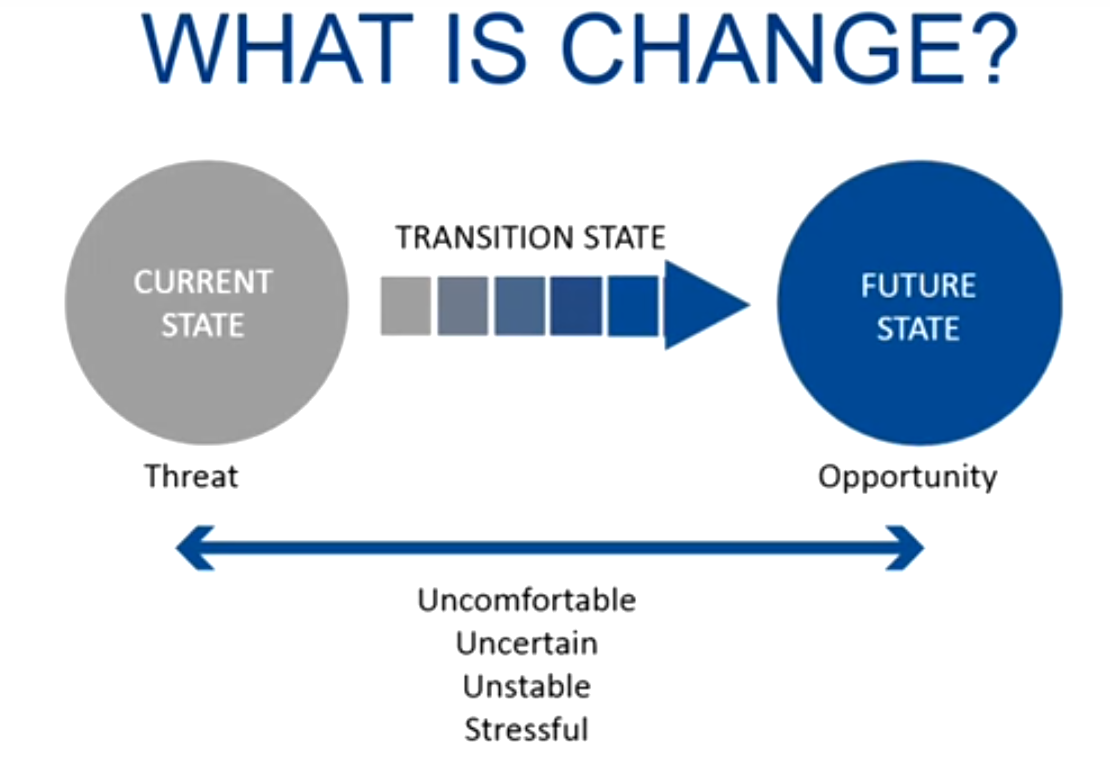 WHAT IS CHANGE?
CURRENT
STATE
TRANSITION STATE
FUTURE
STATE
Threat
Opportunity
Uncomfortable
Uncertain
Unstable
Stressful